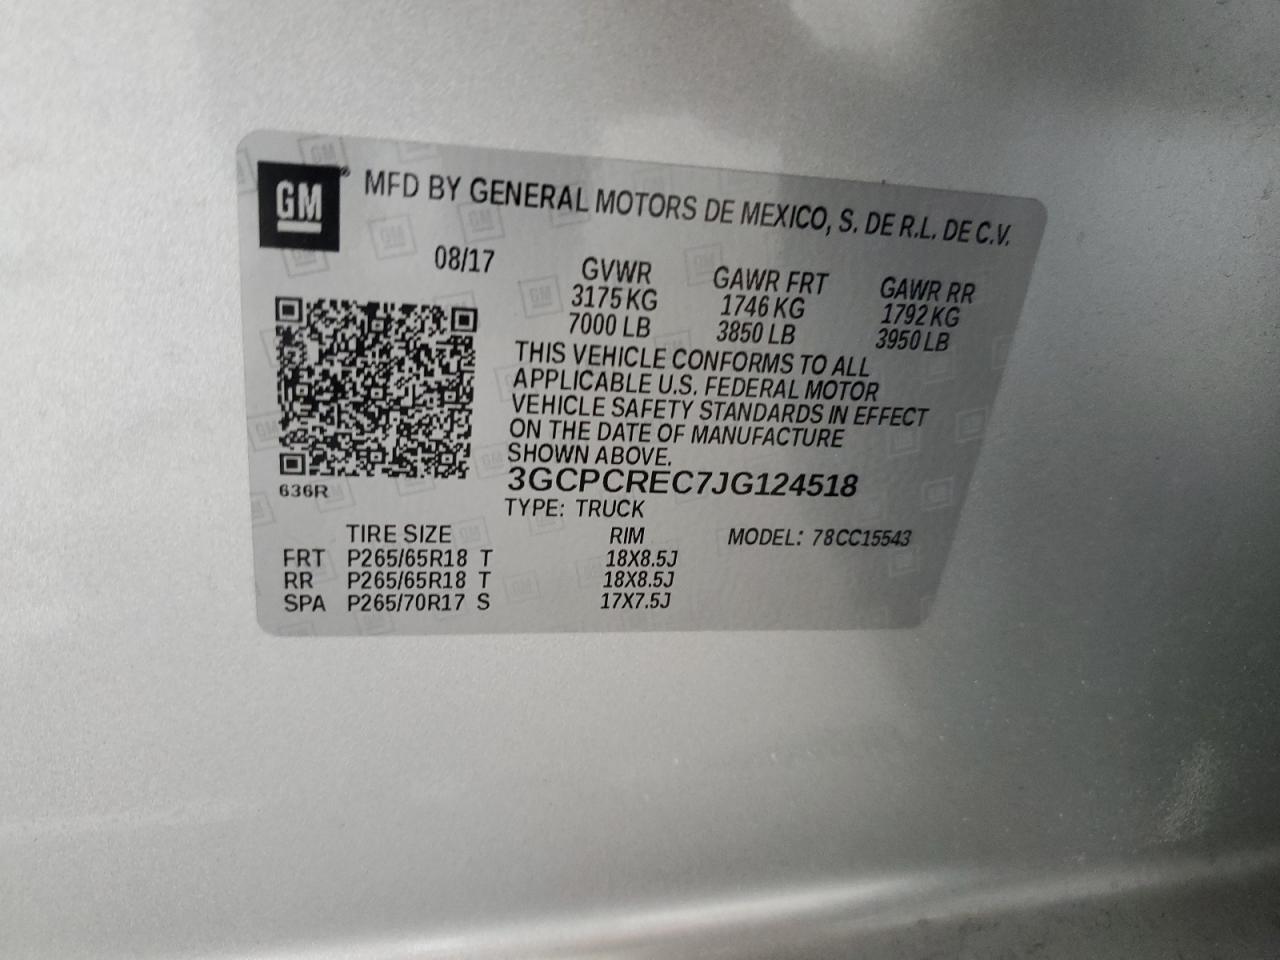 GM
MFD BY GENERAL MOTORS DE MEXICO, S. DE R.L. DE C.V.
08/17
GVWR GAWR FRT GAWR RR
3175 KG 1746 KG 1792 KG
7000 LB 3850 LB 3950 LB
THIS VEHICLE CONFORMS TO ALL
APPLICABLE U.S. FEDERAL MOTOR
VEHICLE SAFETY STANDARDS IN EFFECT
ON THE DATE OF MANUFACTURE
SHOWN ABOVE.
3GCPCREC7JG124518
636R
TYPE: TRUCK
TIRE SIZE RIM MODEL: 78CC15543
FRT P265/65R18 T 18X8.5J
RR P265/65R18 T 18X8.5J
SPA P265/70R17 S 17X7.5J